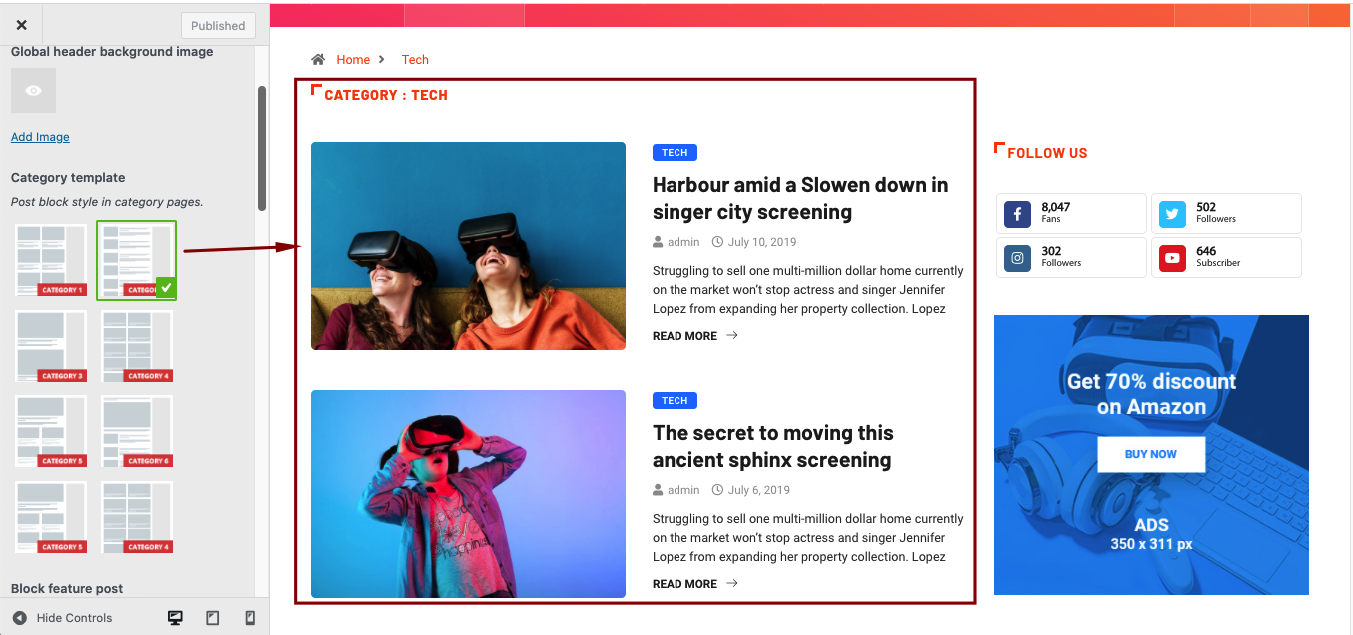 Published
Global header background image
Add Image
Category template
Post block style in category pages.
CATEGORY 1
CATEGO
CATEGORY 3
CATEGORY 4
CATEGORY 5
CATEGORY 6
CATEGORY 5
CATEGORY 4
Block feature post
Hide Controls
Home
Tech
CATEGORY : TECH
TECH
Harbour amid a Slowen down in
singer city screening
admin
July 10, 2019
Struggling to sell one multi-million dollar home currently
on the market won’t stop actress and singer Jennifer
Lopez from expanding her property collection. Lopez
READ MORE
TECH
The secret to moving this
ancient sphinx screening
admin
July 6, 2019
Struggling to sell one multi-million dollar home currently
on the market won’t stop actress and singer Jennifer
Lopez from expanding her property collection. Lopez
READ MORE
FOLLOW US
8,047
Fans
502
Followers
302
Followers
646
Subscriber
Get 70% discount
on Amazon
BUY NOW
ADS
350 x 311 px